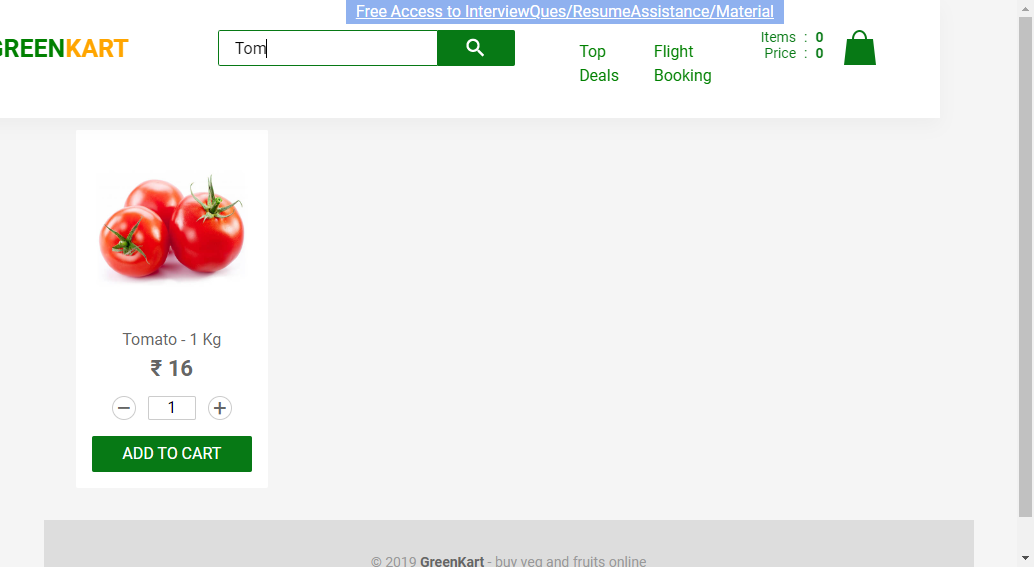 Free Access to InterviewQues/ResumeAssistance/Material
GREENKART
Tom
Top Deals
Flight Booking
Items : 0
Price : 0
Tomato - 1 Kg
₹ 16
1
ADD TO CART
© 2019 GreenKart - buy veg and fruits online